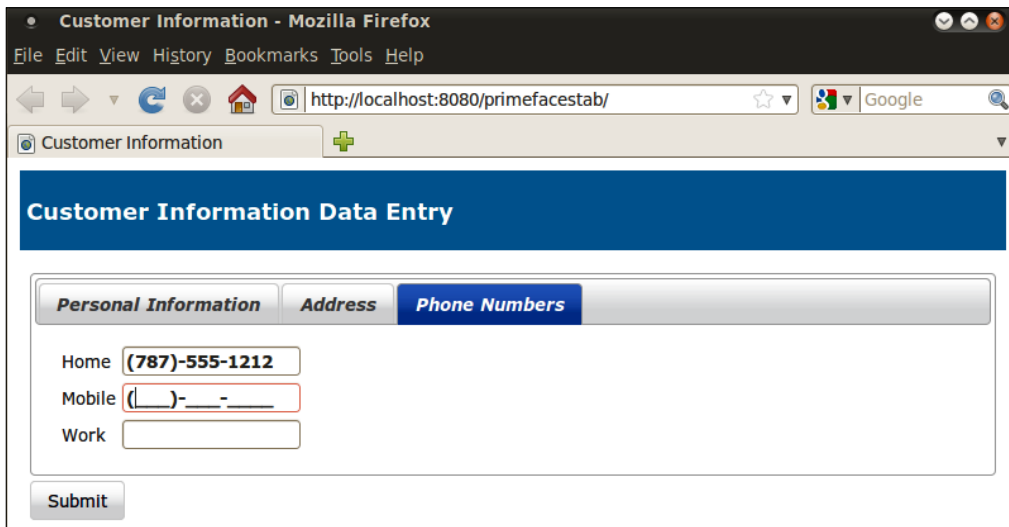 Customer Information - Mozilla Firefox
File Edit View History Bookmarks Tools Help
http://localhost:8080/primefacestab/ Google
Customer Information
Customer Information Data Entry
Personal Information Address Phone Numbers
Home (787)-555-1212
Mobile (___)-___-____
Work
Submit